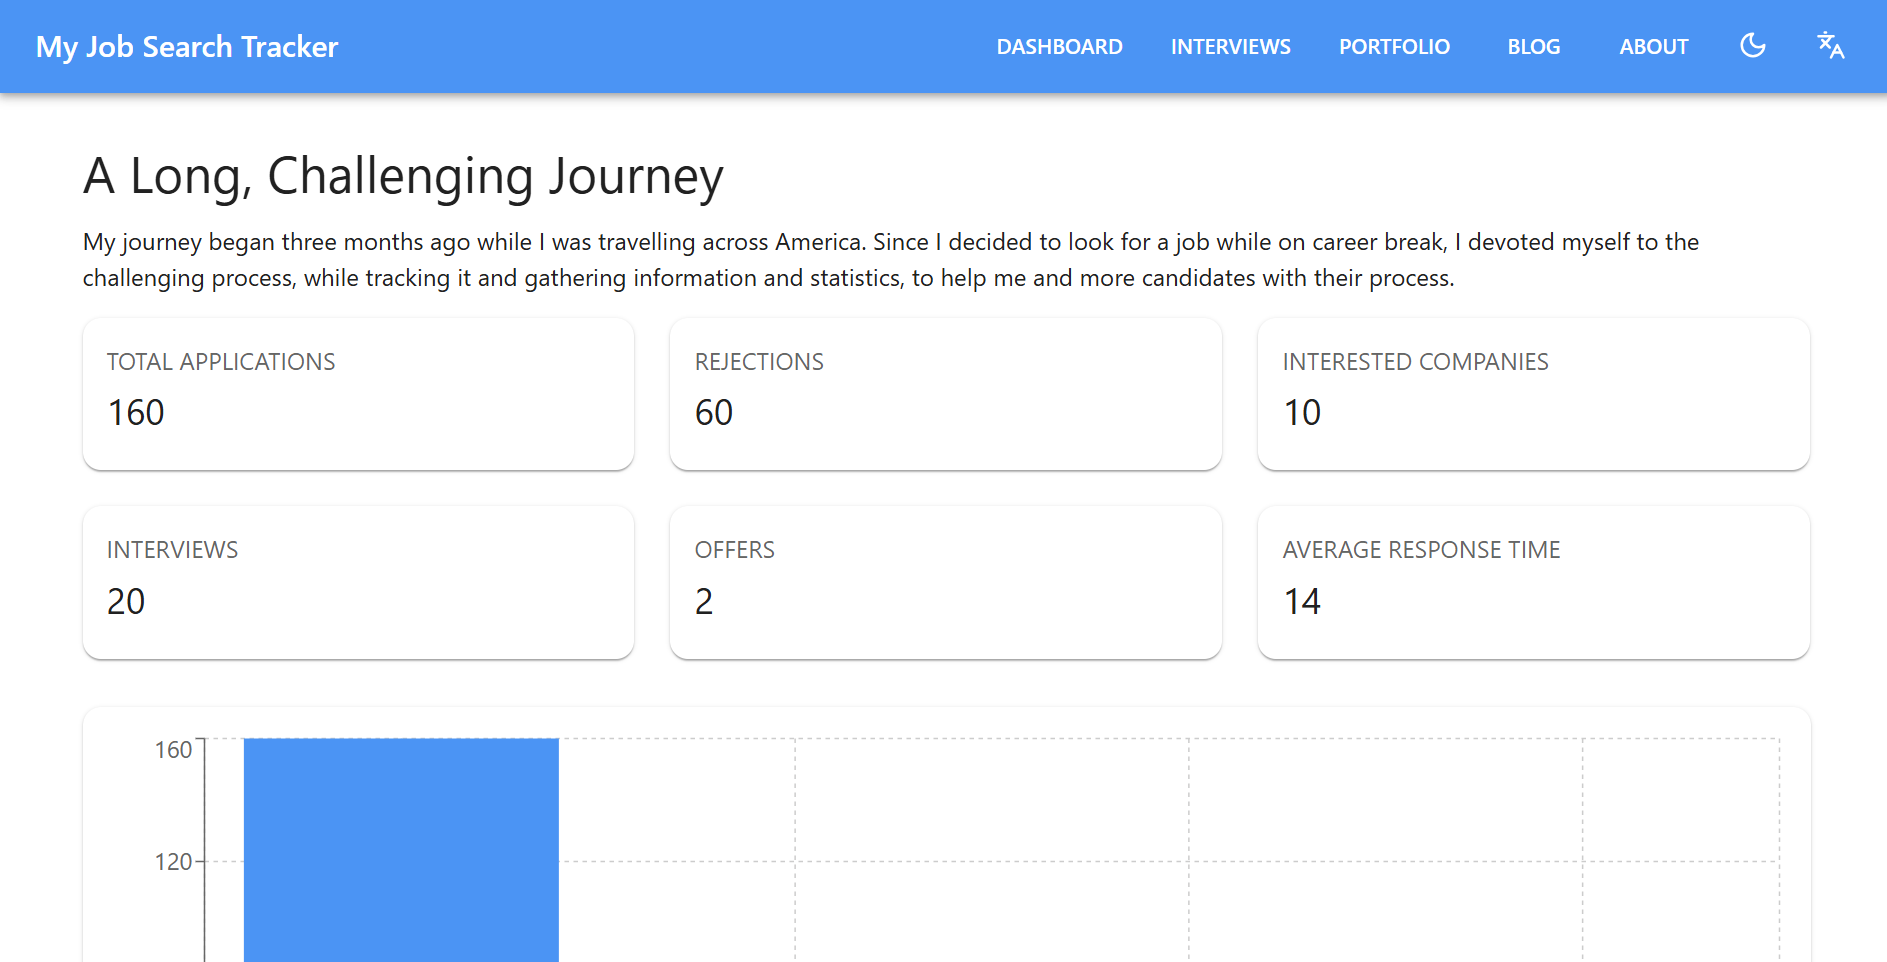 My Job Search Tracker
DASHBOARD
INTERVIEWS
PORTFOLIO
BLOG
ABOUT
A Long, Challenging Journey
My journey began three months ago while I was travelling across America. Since I decided to look for a job while on career break, I devoted myself to the
challenging process, while tracking it and gathering information and statistics, to help me and more candidates with their process.
TOTAL APPLICATIONS
160
REJECTIONS
60
INTERESTED COMPANIES
10
INTERVIEWS
20
OFFERS
2
AVERAGE RESPONSE TIME
14
160
120